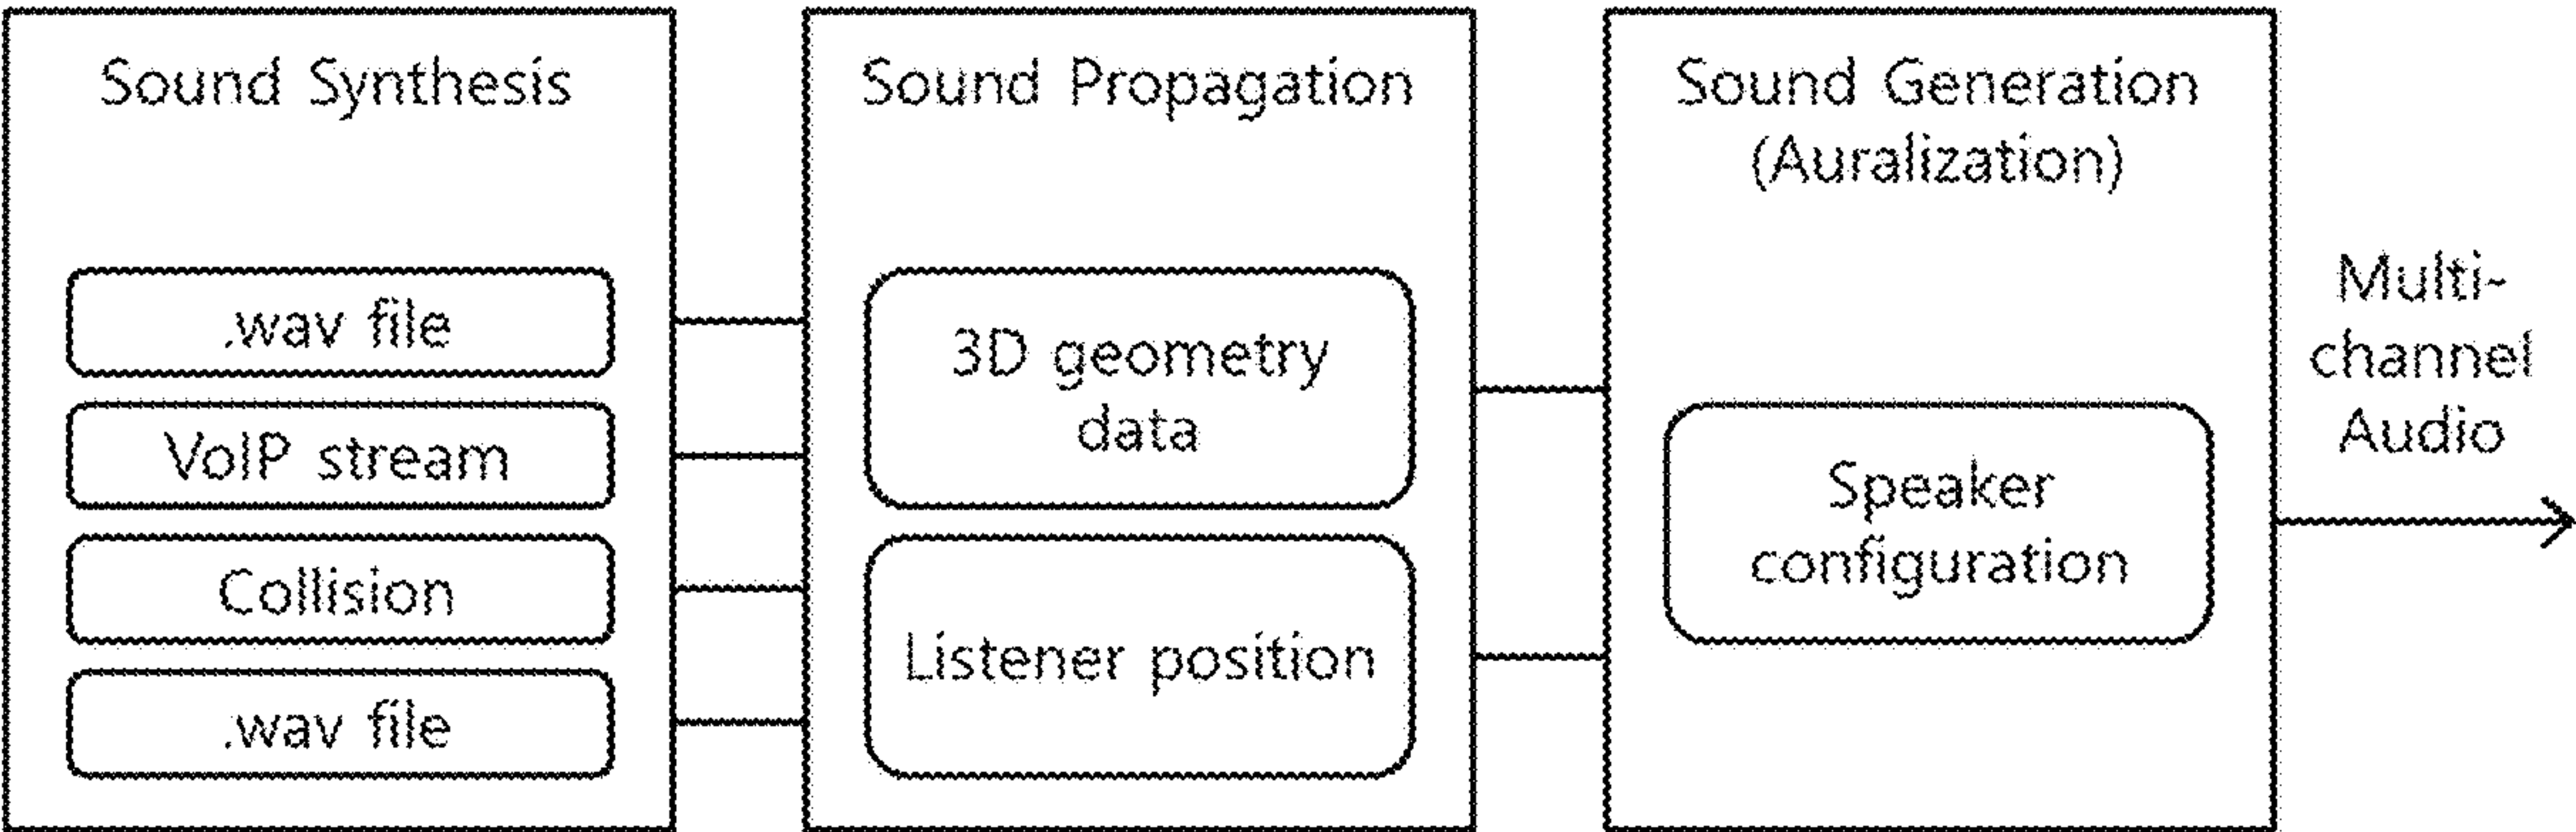 Sound Synthesis
.wav file
VoIP stream
Collision
.wav file
Sound Propagation
3D geometry
data
Listener position
Sound Generation
(Auralization)
Speaker
configuration
Multi-
channel
Audio